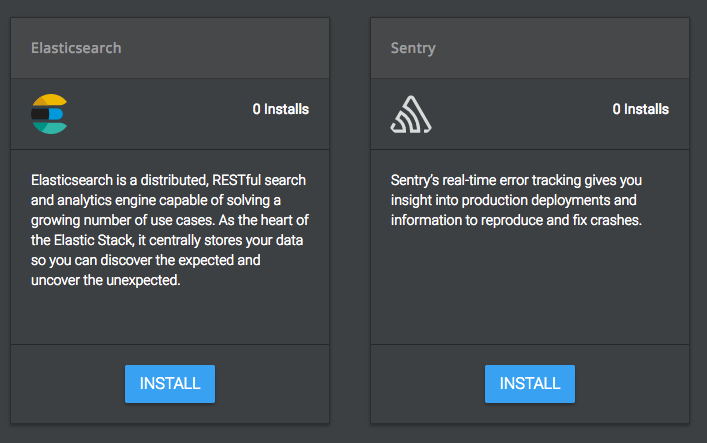 Elasticsearch
0 Installs
Elasticsearch is a distributed, RESTful search
and analytics engine capable of solving a
growing number of use cases. As the heart of
the Elastic Stack, it centrally stores your data
so you can discover the expected and
uncover the unexpected.
INSTALL
Sentry
0 Installs
Sentry’s real-time error tracking gives you
insight into production deployments and
information to reproduce and fix crashes.
INSTALL